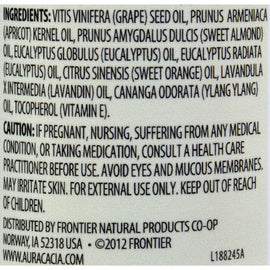 INGREDIENTS: VITIS VINIFERA (GRAPE) SEED OIL, PRUNUS ARMENIACA
(APRICOT) KERNEL OIL, PRUNUS AMYGDALUS DULCIS (SWEET ALMOND)
OIL, EUCALYPTUS GLOBULUS (EUCALYPTUS) OIL, EUCALYPTUS RADIATA
(EUCALYPTUS) OIL, CITRUS SINENSIS (SWEET ORANGE) OIL, LAVANDULA
X INTERMEDIA (LAVANDIN) OIL, CANANGA ODORATA (YLANG YLANG)
OIL, TOCOPHEROL (VITAMIN E).
CAUTION: IF PREGNANT, NURSING, SUFFERING FROM ANY MEDICAL
CONDITION, OR TAKING MEDICATION, CONSULT A HEALTH CARE
PRACTITIONER BEFORE USE. AVOID EYES AND MUCOUS MEMBRANES.
MAY IRRITATE SKIN. FOR EXTERNAL USE ONLY. KEEP OUT OF REACH
OF CHILDREN.
DISTRIBUTED BY FRONTIER NATURAL PRODUCTS CO-OP
NORWAY, IA 52318 USA • ©2012 FRONTIER
WWW.AURACACIA.COM L188245A